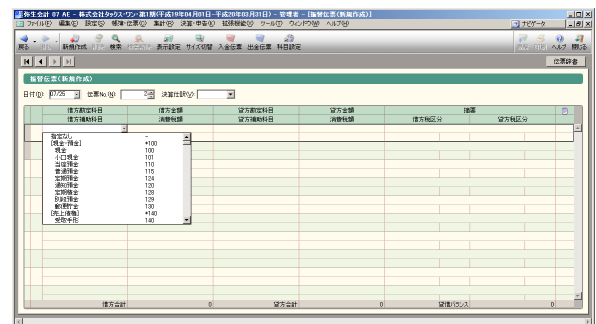 弥生会計 07 AE - 株式会社タックス・ワン・第1期(平成19年04月01日-平成20年03月31日) - 管理者 - [振替伝票(新規作成)]
ファイル(F) 編集(E) 設定(S) 帳簿・伝票(C) 集計(R) 決算・申告(K) 拡張機能(X) ツール(T) ウィンドウ(W) ヘルプ(H) ナビゲータ
戻る 新規作成 検索 表示設定 サイズ切替 入金伝票 出金伝票 科目設定 ヘルプ 閉じる
伝票辞書
振替伝票(新規作成)
日付(D): 07/25 伝票No.(N): 2 決算仕訳(V):
借方勘定科目 借方金額 貸方勘定科目 貸方金額 摘要
借方補助科目 消費税額 貸方補助科目 消費税額 借方税区分 貸方税区分
指定なし -
[現金・預金] *100
現金 100
小口現金 101
当座預金 110
普通預金 115
定期預金 124
通知預金 120
定期積金 128
別段預金 129
郵便貯金 130
[売上債権] *140
受取手形 140
借方合計 0 貸方合計 0 貸借バランス 0